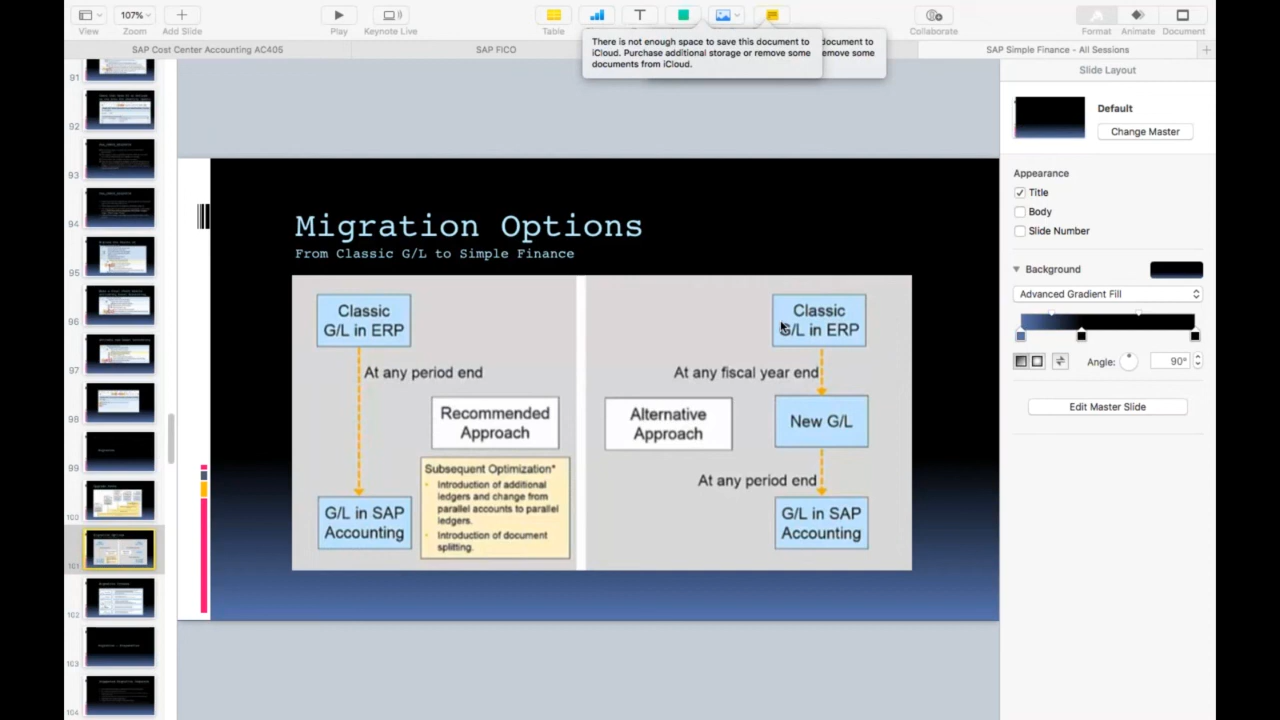 107%
View
Zoom
Add Slide
Play
Keynote Live
Table
T
Collaborate
Format
Animate
Document
There is not enough space to save this document to
iCloud. Purchase additional storage or remove some
documents from iCloud.
document to
emove some
SAP Cost Center Accounting AC405
SAP FICO
SAP Simple Finance - All Sessions
Slide Layout
Default
Change Master
Appearance
Title
Body
Slide Number
Background
Advanced Gradient Fill
Angle:
90°
Edit Master Slide
91
92
93
94
95
96
97
98
99
100
101
102
103
104
Migration Options
From Classic G/L to Simple Finance
Classic
G/L in ERP
At any period end
Recommended
Approach
Subsequent Optimization*
• Introduction of additional
ledgers and change from
parallel accounts to parallel
ledgers.
• Introduction of document
splitting.
G/L in SAP
Accounting
Classic
G/L in ERP
At any fiscal year end
Alternative
Approach
New G/L
At any period end
G/L in SAP
Accounting